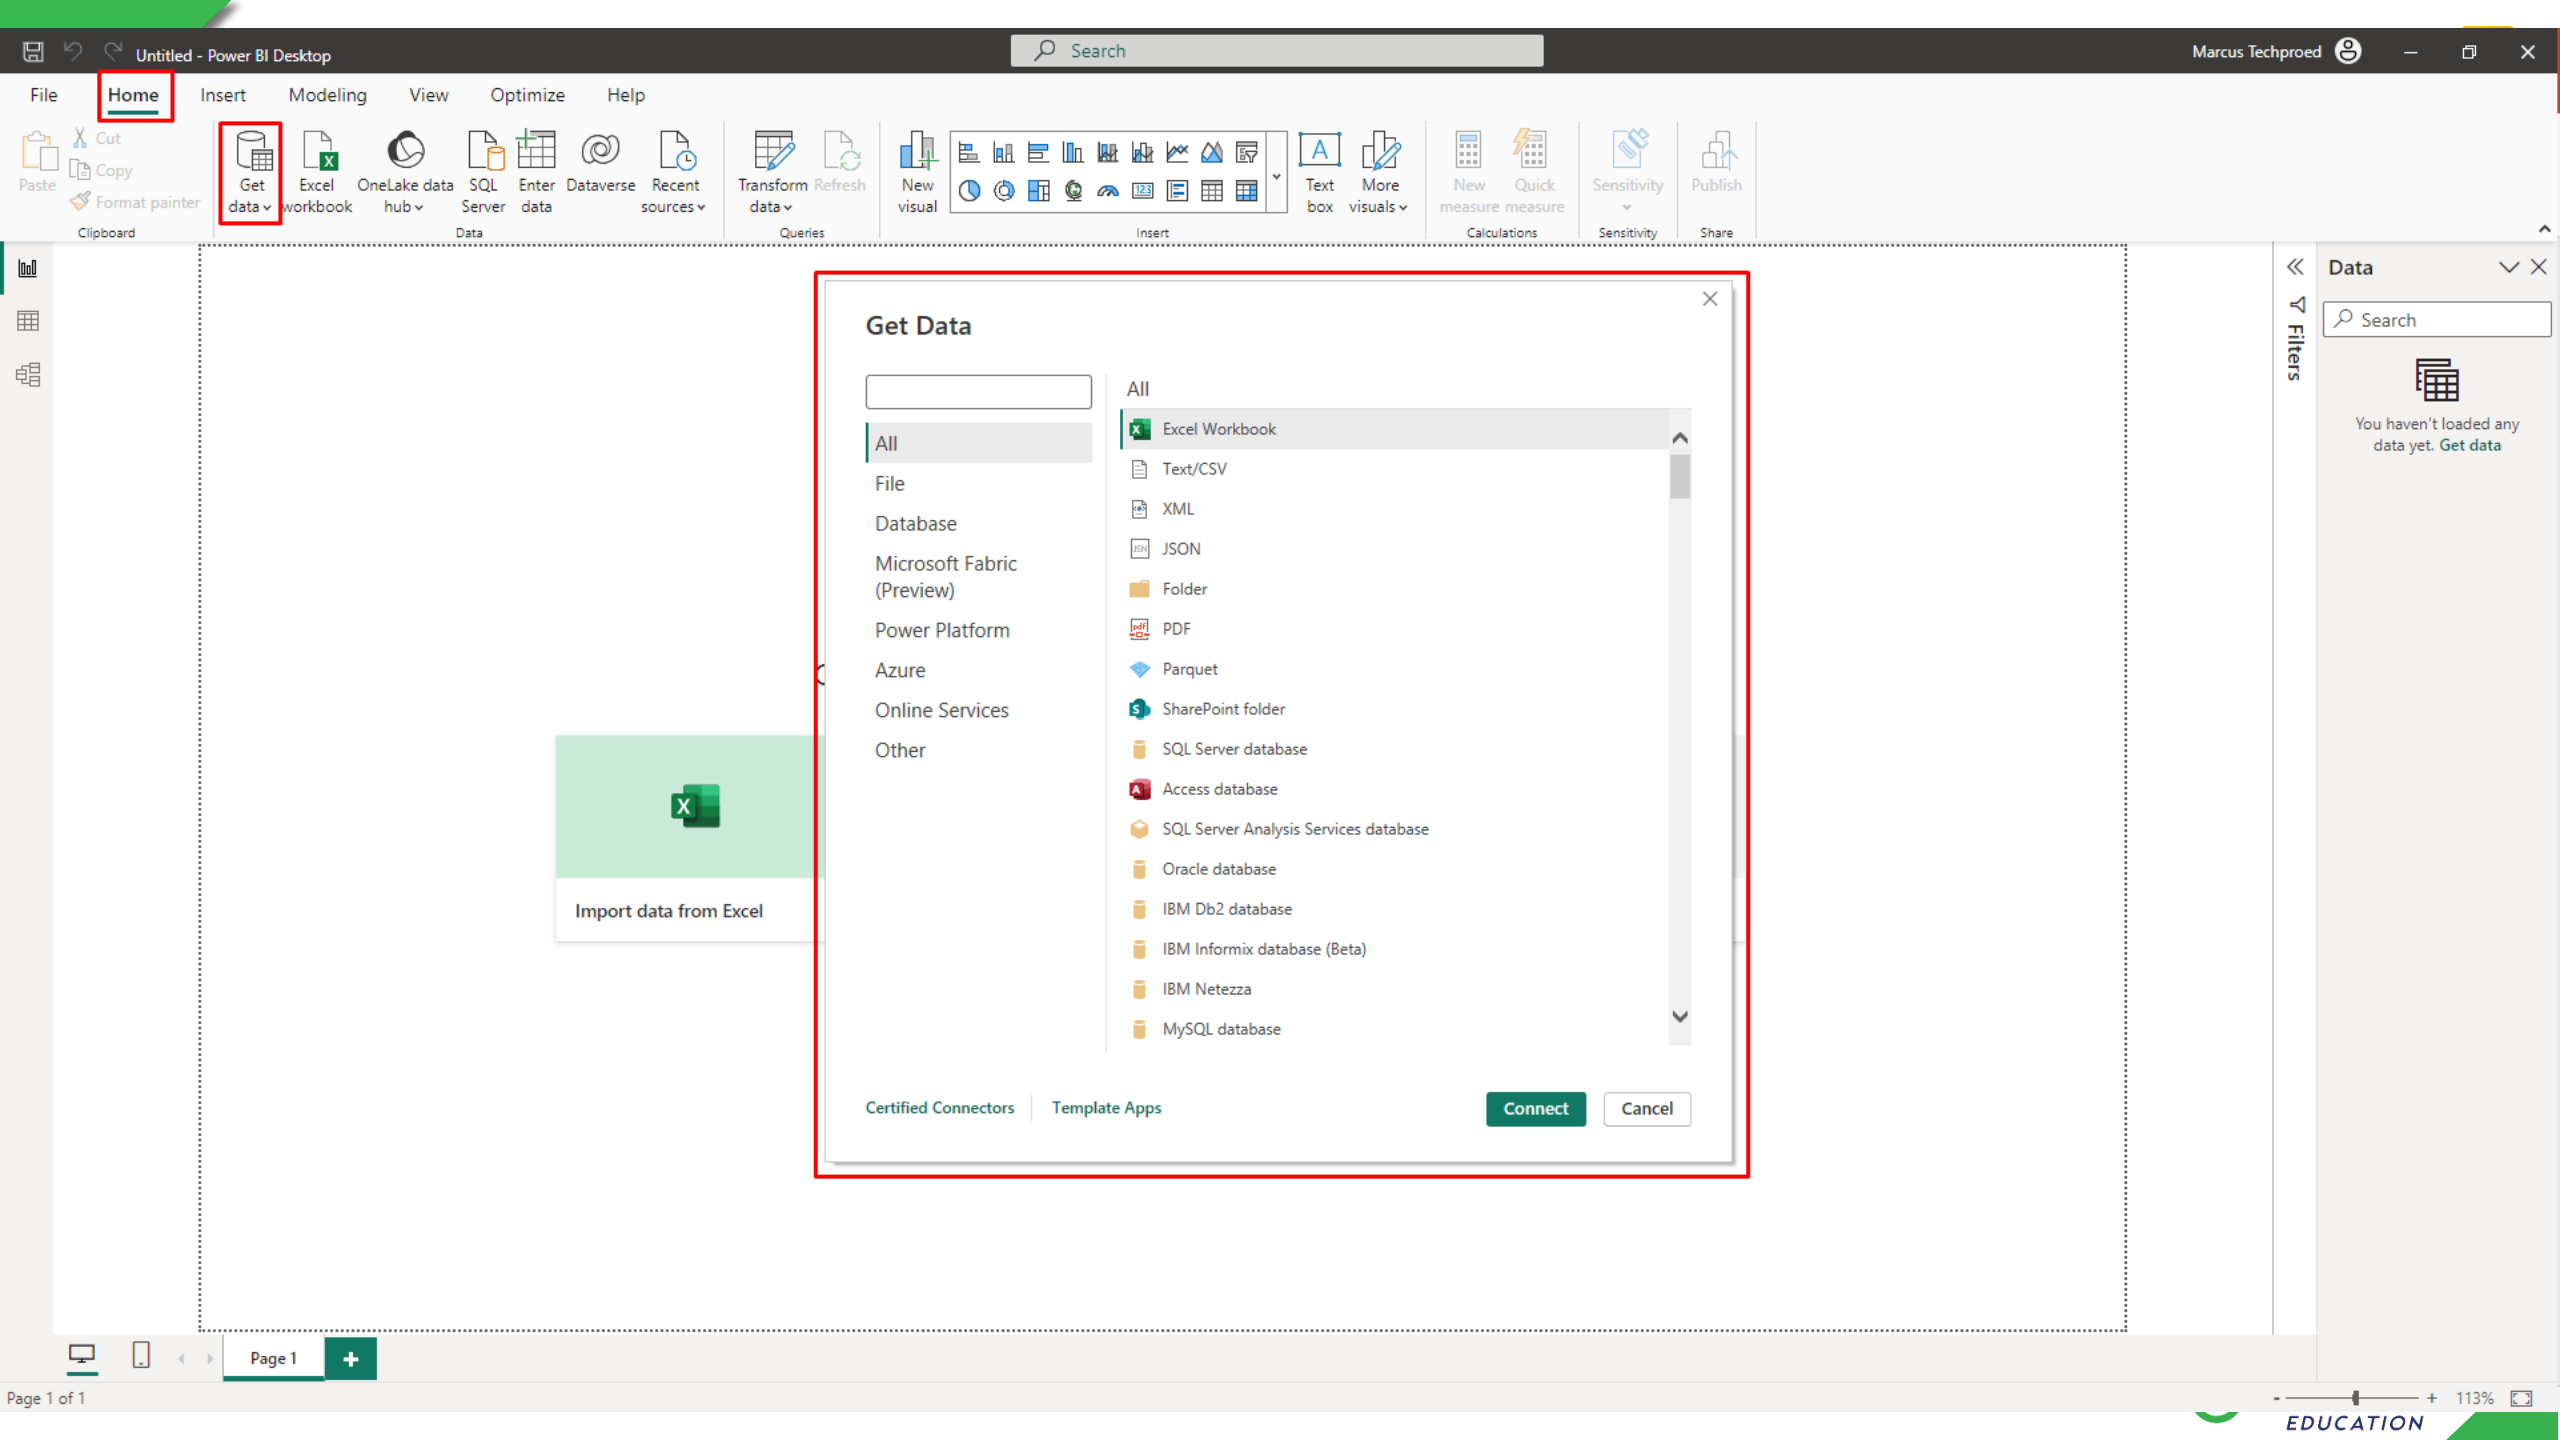 Untitled - Power BI Desktop
Search
Marcus Techproed
File Home Insert Modeling View Optimize Help
Paste
Cut
Copy
Format painter
Clipboard
Get data
Excel workbook
OneLake data hub
SQL Server
Enter data
Dataverse
Recent sources
Data
Transform data
Refresh
Queries
New visual
123
Insert
A
Text box
More visuals
New measure
Quick measure
Calculations
Sensitivity
Sensitivity
Publish
Share
Filters
Data
Search
You haven't loaded any
data yet. Get data
Import data from Excel
Get Data
All
File
Database
Microsoft Fabric
(Preview)
Power Platform
Azure
Online Services
Other
All
Excel Workbook
Text/CSV
XML
JSON
Folder
PDF
Parquet
SharePoint folder
SQL Server database
Access database
SQL Server Analysis Services database
Oracle database
IBM Db2 database
IBM Informix database (Beta)
IBM Netezza
MySQL database
Certified Connectors
Template Apps
Connect
Cancel
Page 1
+
Page 1 of 1
- + 113%
EDUCATION